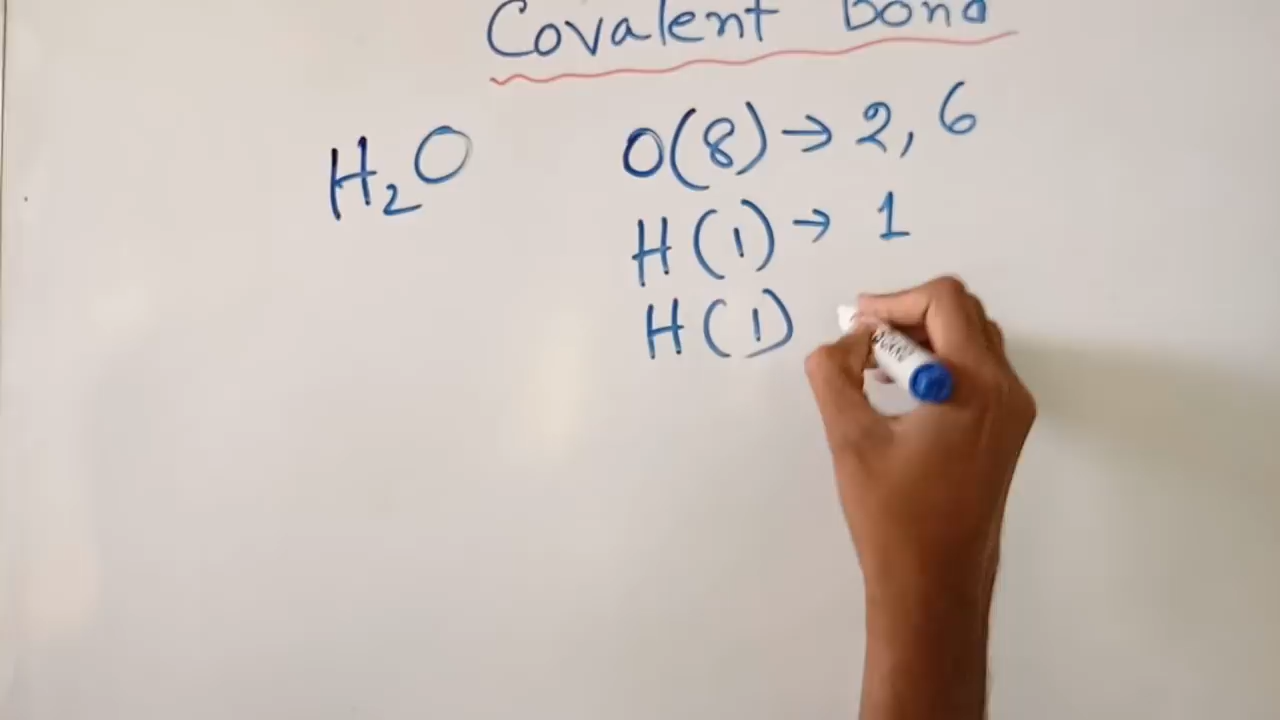 Covalent Bond
H₂O
O(8) → 2, 6
H(1) → 1
H(1)